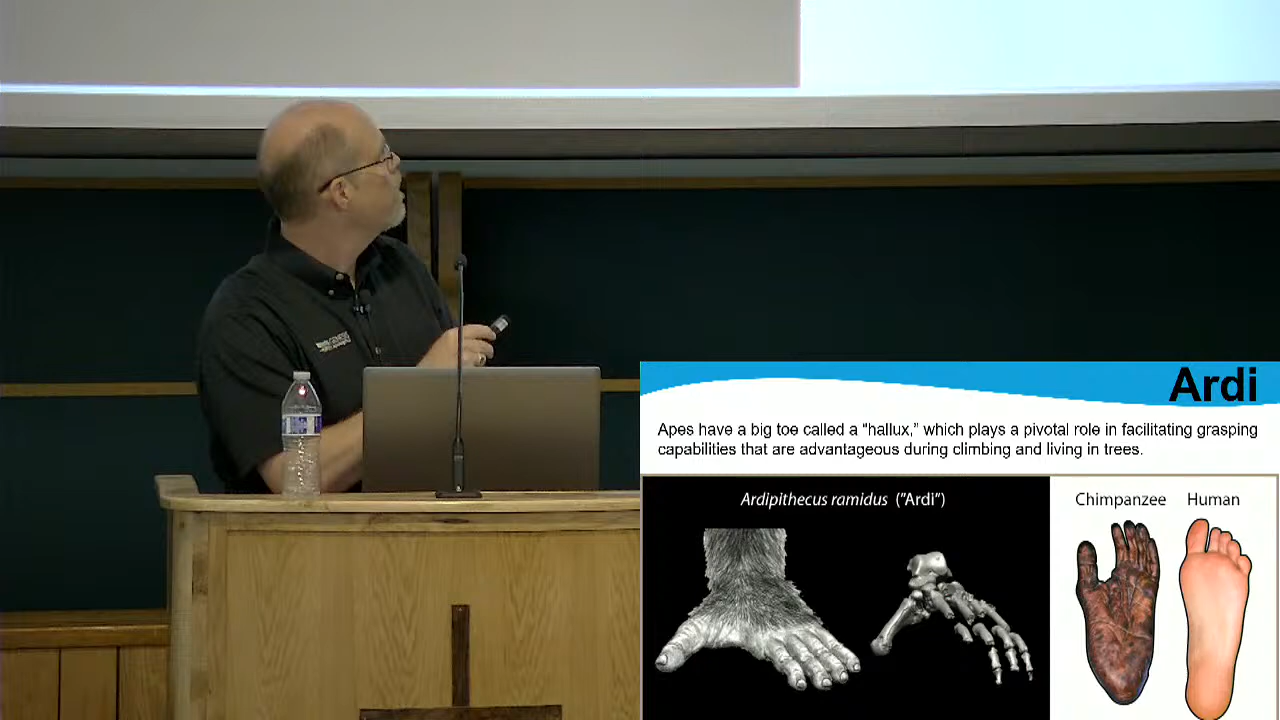 Ardi
Apes have a big toe called a “hallux,” which plays a pivotal role in facilitating grasping
capabilities that are advantageous during climbing and living in trees.
Ardipithecus ramidus (“Ardi”)
Chimpanzee Human